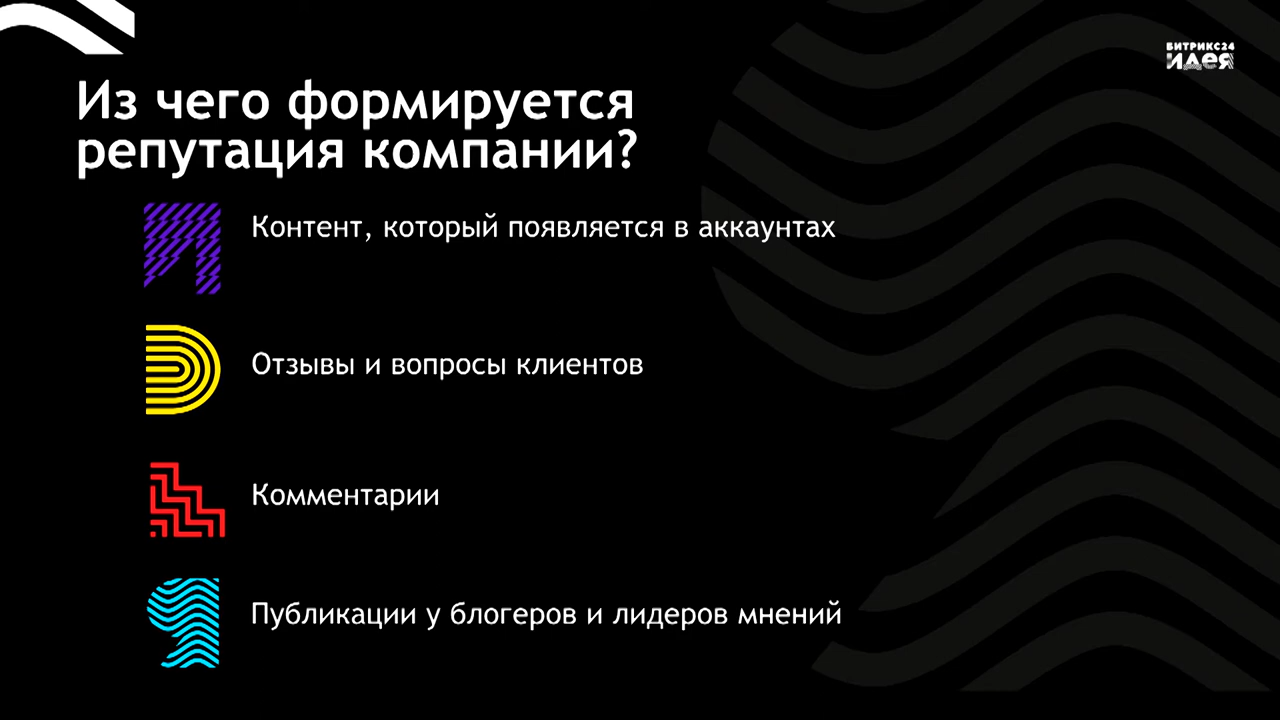 БИТРИКС24
ИДЕЯ
Из чего формируется
репутация компании?
Контент, который появляется в аккаунтах
Отзывы и вопросы клиентов
Комментарии
Публикации у блогеров и лидеров мнений